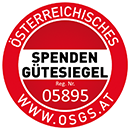 ÖSTERREICHISCHES
SPENDEN
GÜTESIEGEL
Reg. Nr.
05895
WWW.OSGS.AT